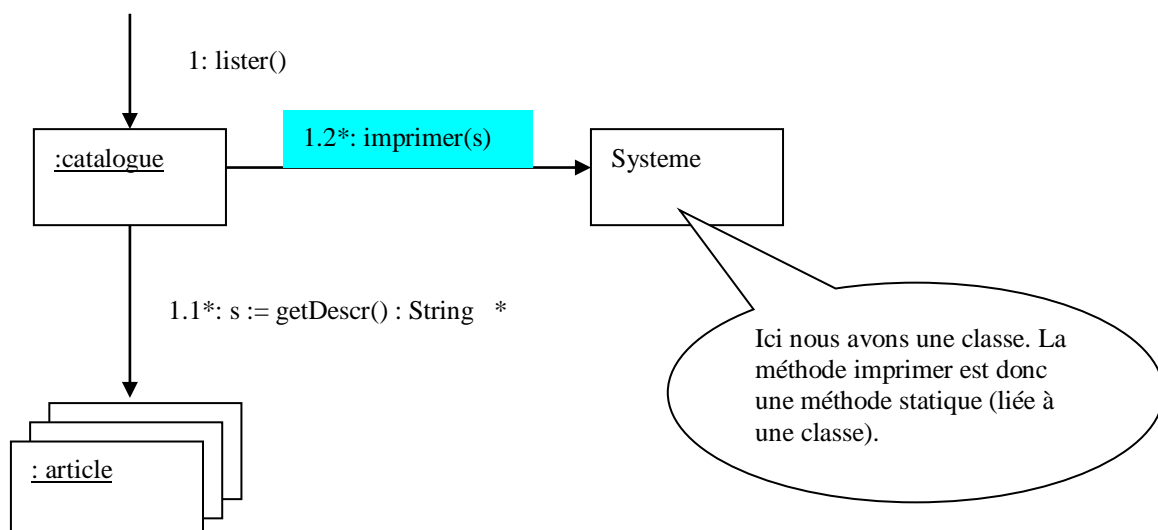 1: lister()
1.2*: imprimer(s)
:catalogue
Systeme
1.1*: s := getDescr() : String *
Ici nous avons une classe. La
méthode imprimer est donc
une méthode statique (liée à
une classe).
: article